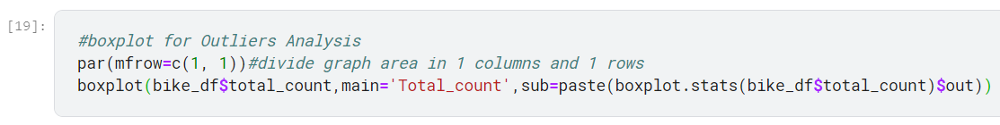 [19]:
#boxplot for Outliers Analysis
par(mfrow=c(1, 1))#divide graph area in 1 columns and 1 rows
boxplot(bike_df$total_count,main='Total_count',sub=paste(boxplot.stats(bike_df$total_count)$out))